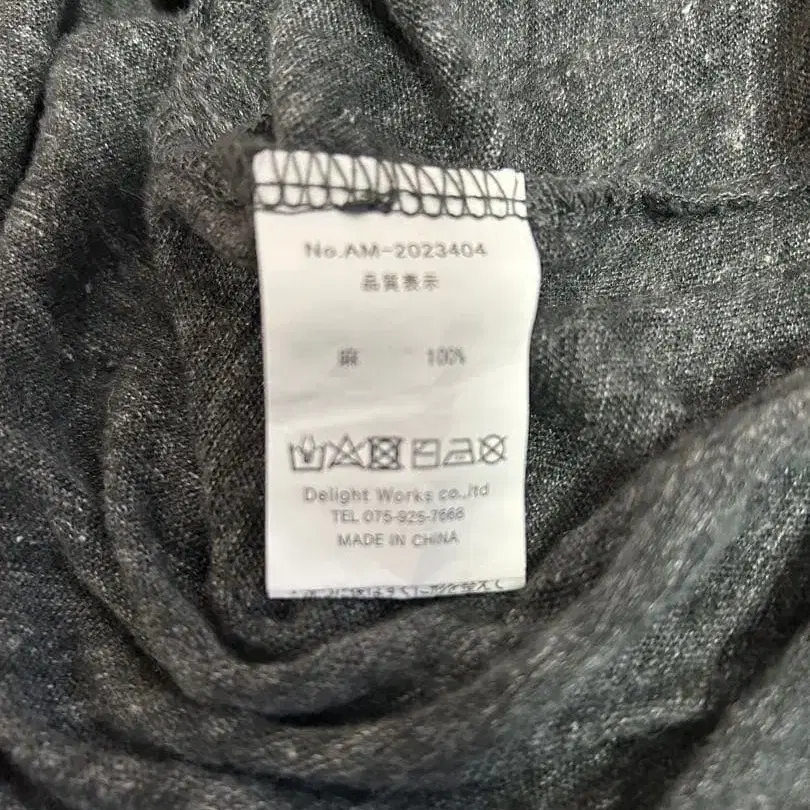 No.AM-2023404
品質表示
麻 100%
Delight Works co.,ltd
TEL 075-925-7668
MADE IN CHINA